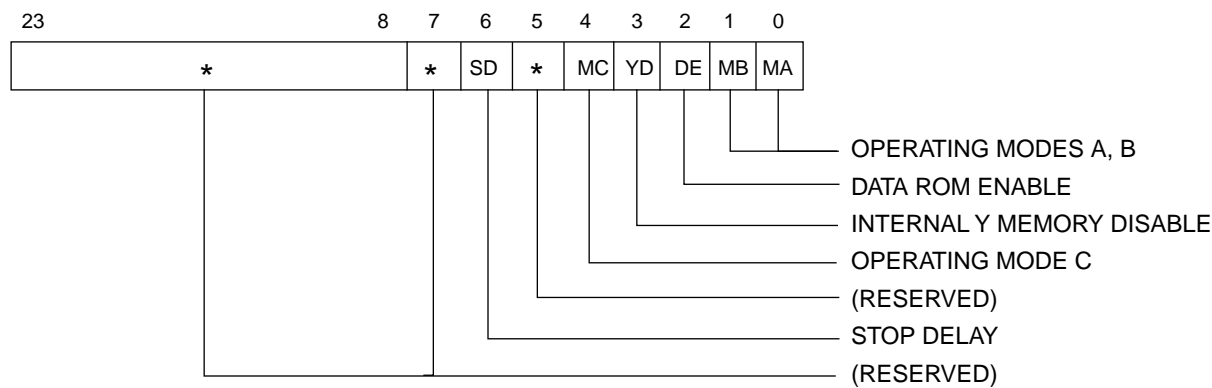 23 8 7 6 5 4 3 2 1 0
* * SD * MC YD DE MB MA
OPERATING MODES A, B
DATA ROM ENABLE
INTERNAL Y MEMORY DISABLE
OPERATING MODE C
(RESERVED)
STOP DELAY
(RESERVED)